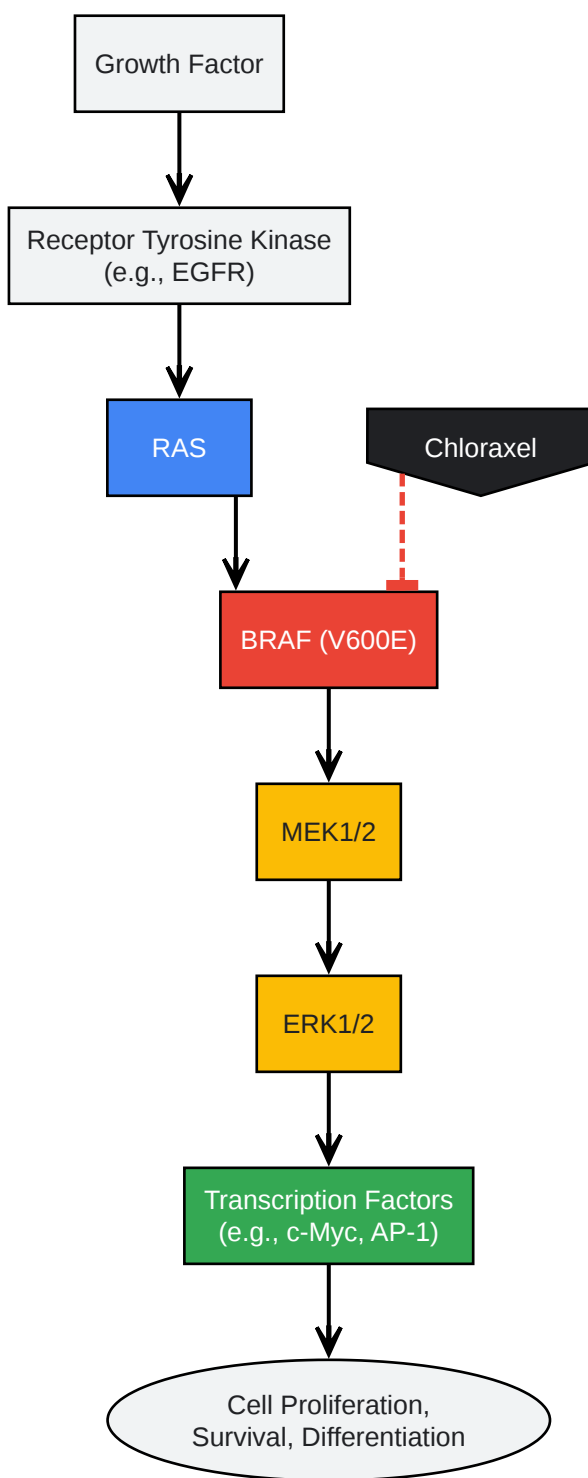 Growth Factor
Receptor Tyrosine Kinase
(e.g., EGFR)
RAS
Chloraxel
BRAF (V600E)
MEK1/2
ERK1/2
Transcription Factors
(e.g., c-Myc, AP-1)
Cell Proliferation,
Survival, Differentiation